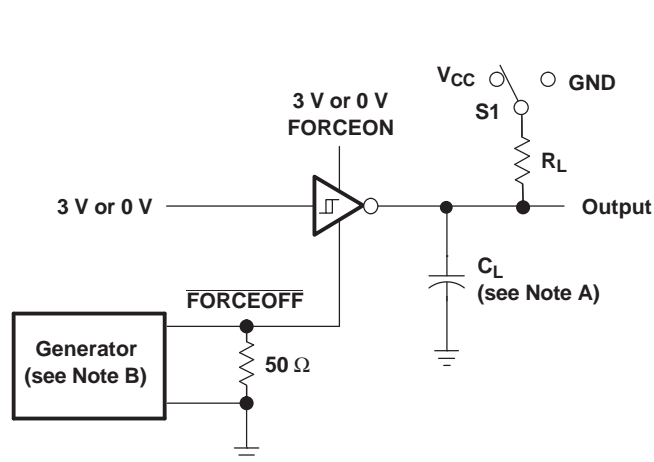 VCC
GND
S1
3 V or 0 V
FORCEON
RL
3 V or 0 V
Output
CL
(see Note A)
FORCEOFF
Generator
(see Note B)
50 Ω